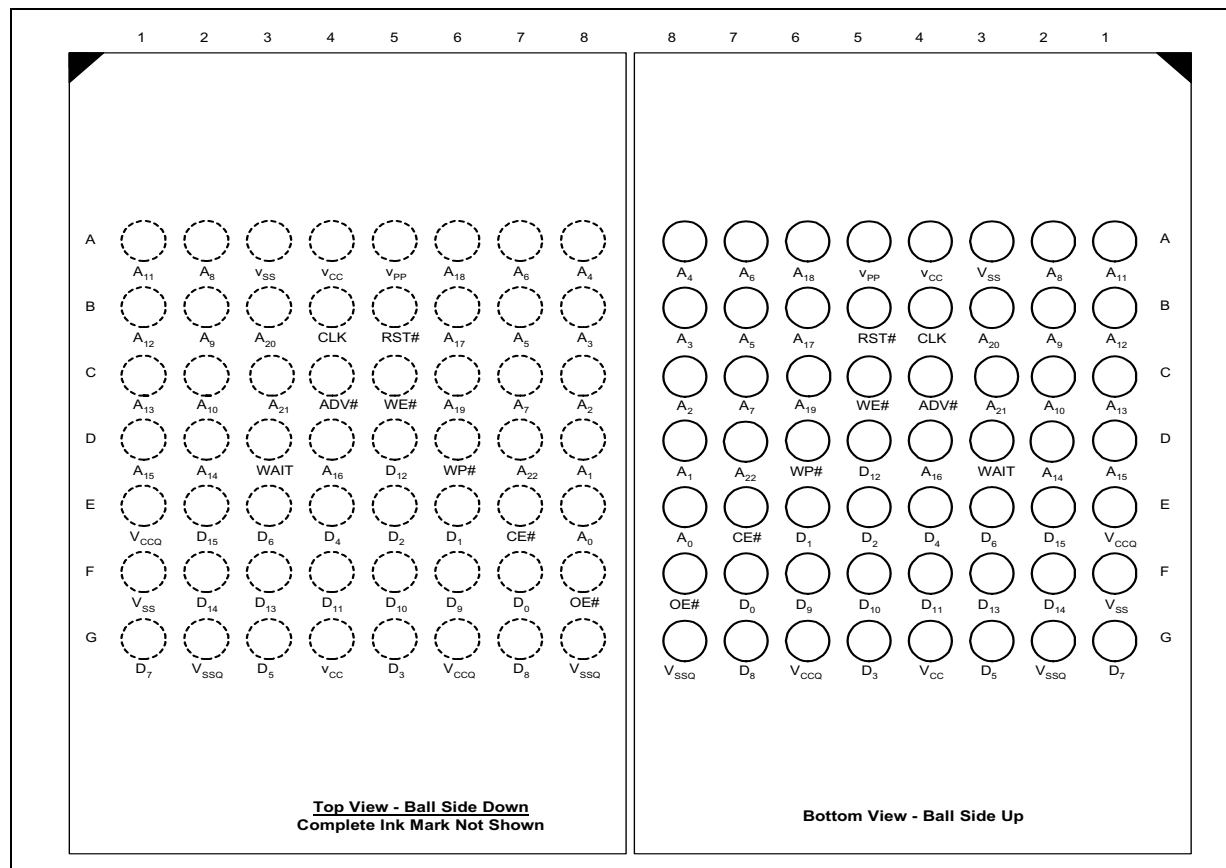 1 2 3 4 5 6 7 8 8 7 6 5 4 3 2 1
A A
A₁₁ A₈ vSS vCC vPP A₁₈ A₆ A₄ A₄ A₆ A₁₈ vPP vCC VSS A₈ A₁₁
B B
A₁₂ A₉ A₂₀ CLK RST# A₁₇ A₅ A₃ A₃ A₅ A₁₇ RST# CLK A₂₀ A₉ A₁₂
C C
A₁₃ A₁₀ A₂₁ ADV# WE# A₁₉ A₇ A₂ A₂ A₇ A₁₉ WE# ADV# A₂₁ A₁₀ A₁₃
D D
A₁₅ A₁₄ WAIT A₁₆ D₁₂ WP# A₂₂ A₁ A₁ A₂₂ WP# D₁₂ A₁₆ WAIT A₁₄ A₁₅
E E
VCCQ D₁₅ D₆ D₄ D₂ D₁ CE# A₀ A₀ CE# D₁ D₂ D₄ D₆ D₁₅ VCCQ
F F
VSS D₁₄ D₁₃ D₁₁ D₁₀ D₉ D₀ OE# OE# D₀ D₉ D₁₀ D₁₁ D₁₃ D₁₄ VSS
G G
D₇ VSSQ D₅ vCC D₃ VCCQ D₈ VSSQ VSSQ D₈ VCCQ D₃ VCC D₅ VSSQ D₇
Top View - Ball Side Down
Complete Ink Mark Not Shown
Bottom View - Ball Side Up